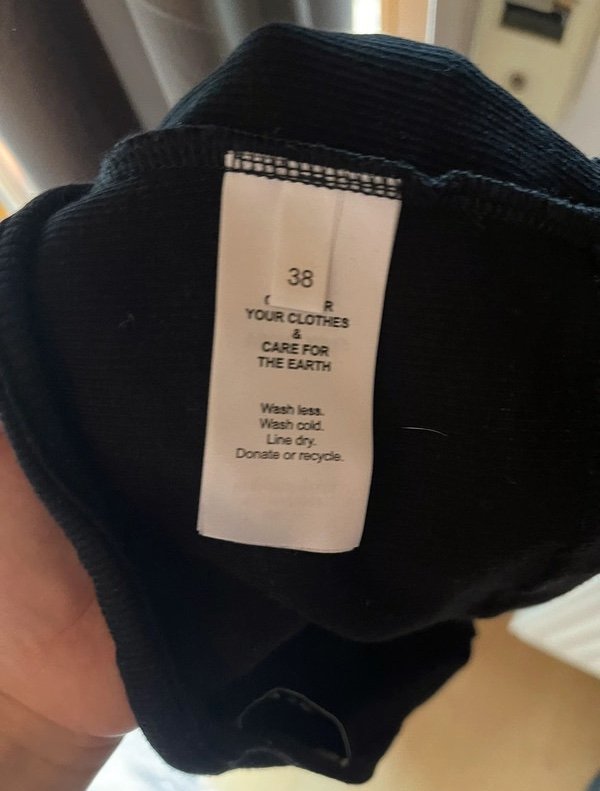 38
R
YOUR CLOTHES
&
CARE FOR
THE EARTH
Wash less.
Wash cold.
Line dry.
Donate or recycle.